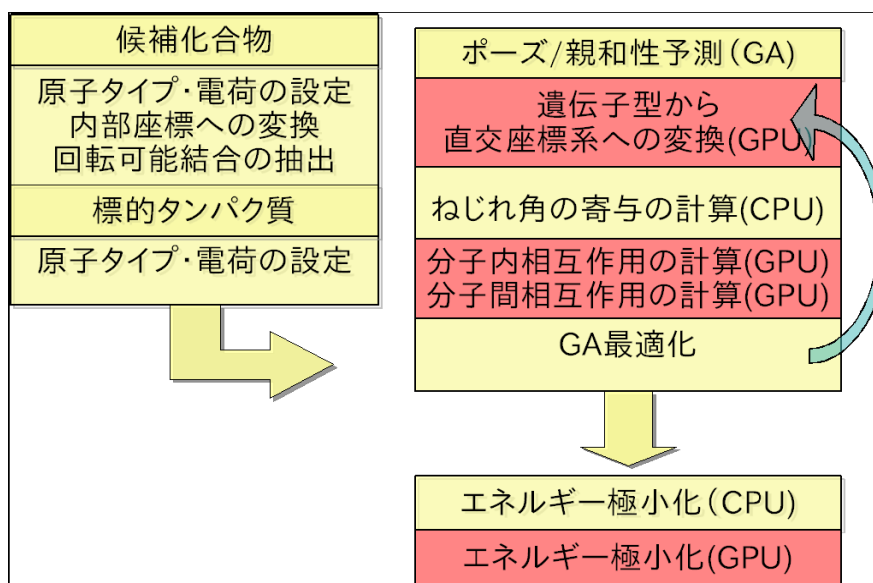 候補化合物
原子タイプ・電荷の設定
内部座標への変換
回転可能結合の抽出
標的タンパク質
原子タイプ・電荷の設定
ポーズ/親和性予測(GA)
遺伝子型から
直交座標系への変換(GPU)
ねじれ角の寄与の計算(CPU)
分子内相互作用の計算(GPU)
分子間相互作用の計算(GPU)
GA最適化
エネルギー極小化(CPU)
エネルギー極小化(GPU)